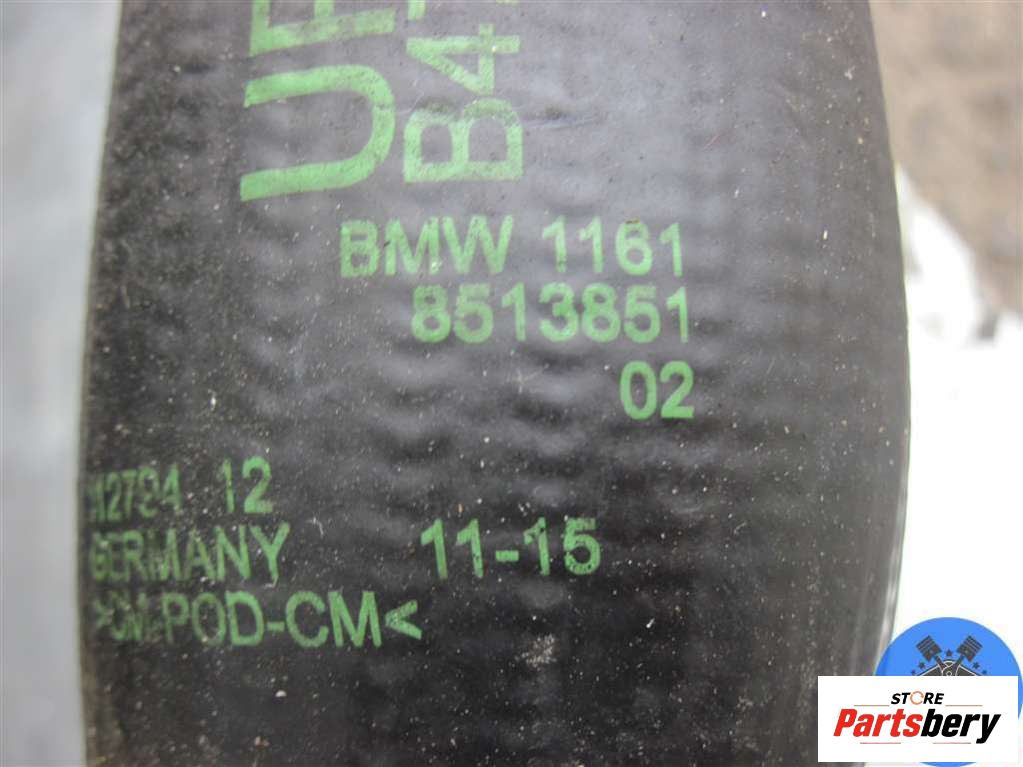 BMW 1161
8513851
02
12
GERMANY 11-15
POD-CM<
STORE
Partsbery